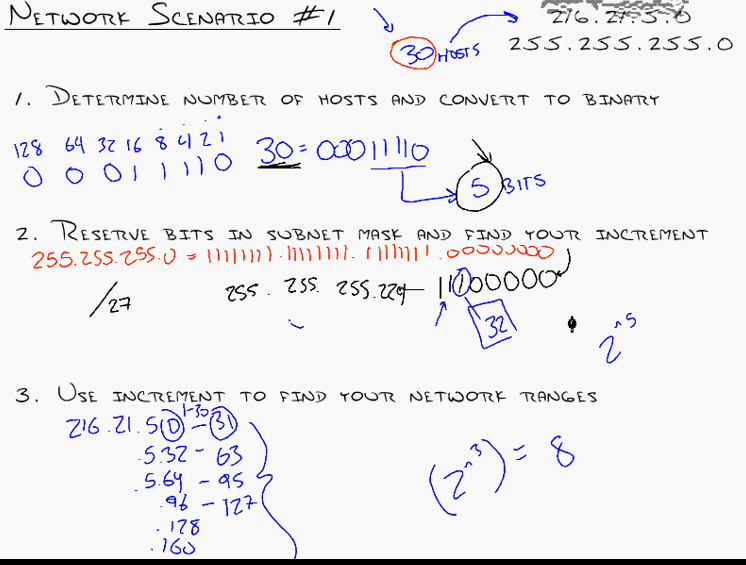 NETWORK SCENARIO #1
30 HOSTS
216.21.5.0
255.255.255.0
1. DETERMINE NUMBER OF HOSTS AND CONVERT TO BINARY
128 64 32 16 8 4 2 1
0 0 0 1 1 1 1 0
30 = 00011110
5 BITS
2. RESERVE BITS IN SUBNET MASK AND FIND YOUR INCREMENT
255.255.255.0 = 11111111.11111111.11111111.00000000
/27
255. 255. 255.224 11100000
32
2^5
3. USE INCREMENT TO FIND YOUR NETWORK RANGES
1-30
216.21.5.0 - 31
.5.32 - 63
.5.64 - 95
.96 - 127
.128
.160
(2^3) = 8